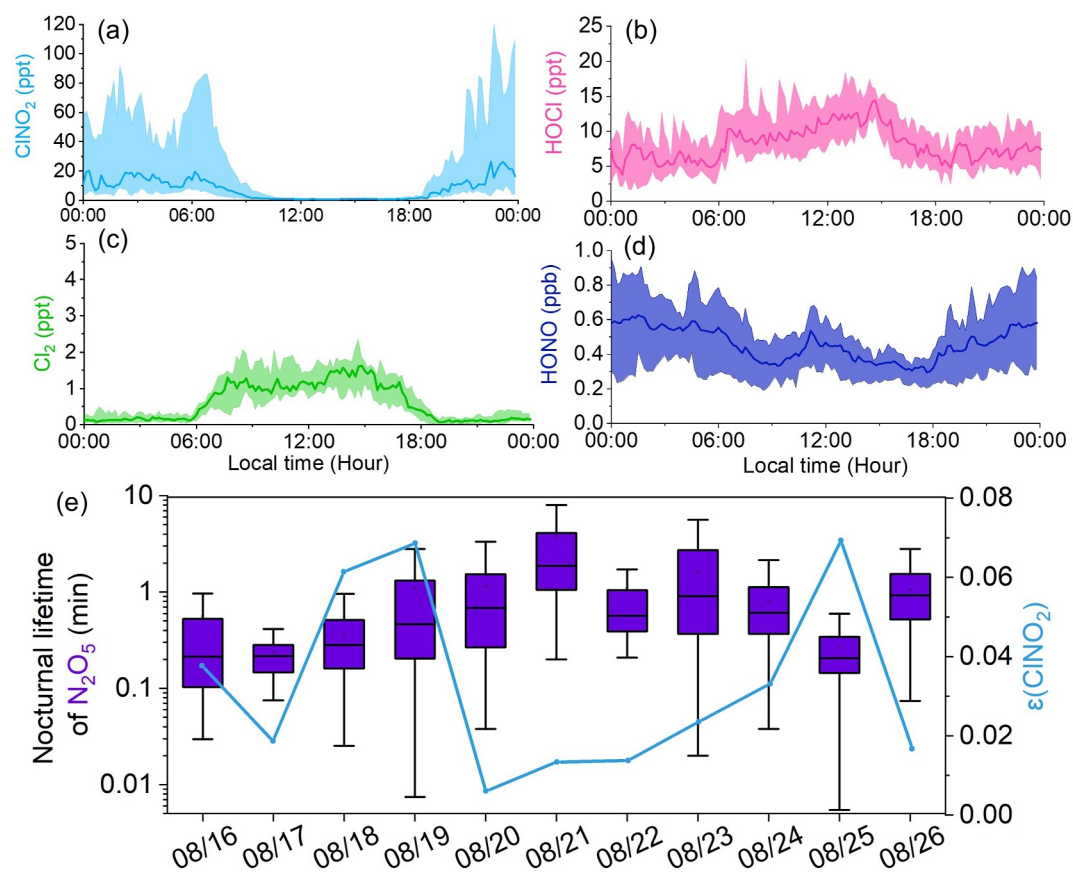 (a)
ClNO₂ (ppt)
120
100
80
60
40
20
0
00:00 06:00 12:00 18:00 00:00
(b)
HOCl (ppt)
25
20
15
10
5
0
00:00 06:00 12:00 18:00 00:00
(c)
Cl₂ (ppt)
5
4
3
2
1
0
00:00 06:00 12:00 18:00 00:00
Local time (Hour)
(d)
HONO (ppb)
1.0
0.8
0.6
0.4
0.2
0.0
00:00 06:00 12:00 18:00 00:00
Local time (Hour)
(e)
Nocturnal lifetime
of N₂O₅ (min)
10
1
0.1
0.01
0.08
0.06
0.04
0.02
0.00
ε(ClNO₂)
08/16 08/17 08/18 08/19 08/20 08/21 08/22 08/23 08/24 08/25 08/26